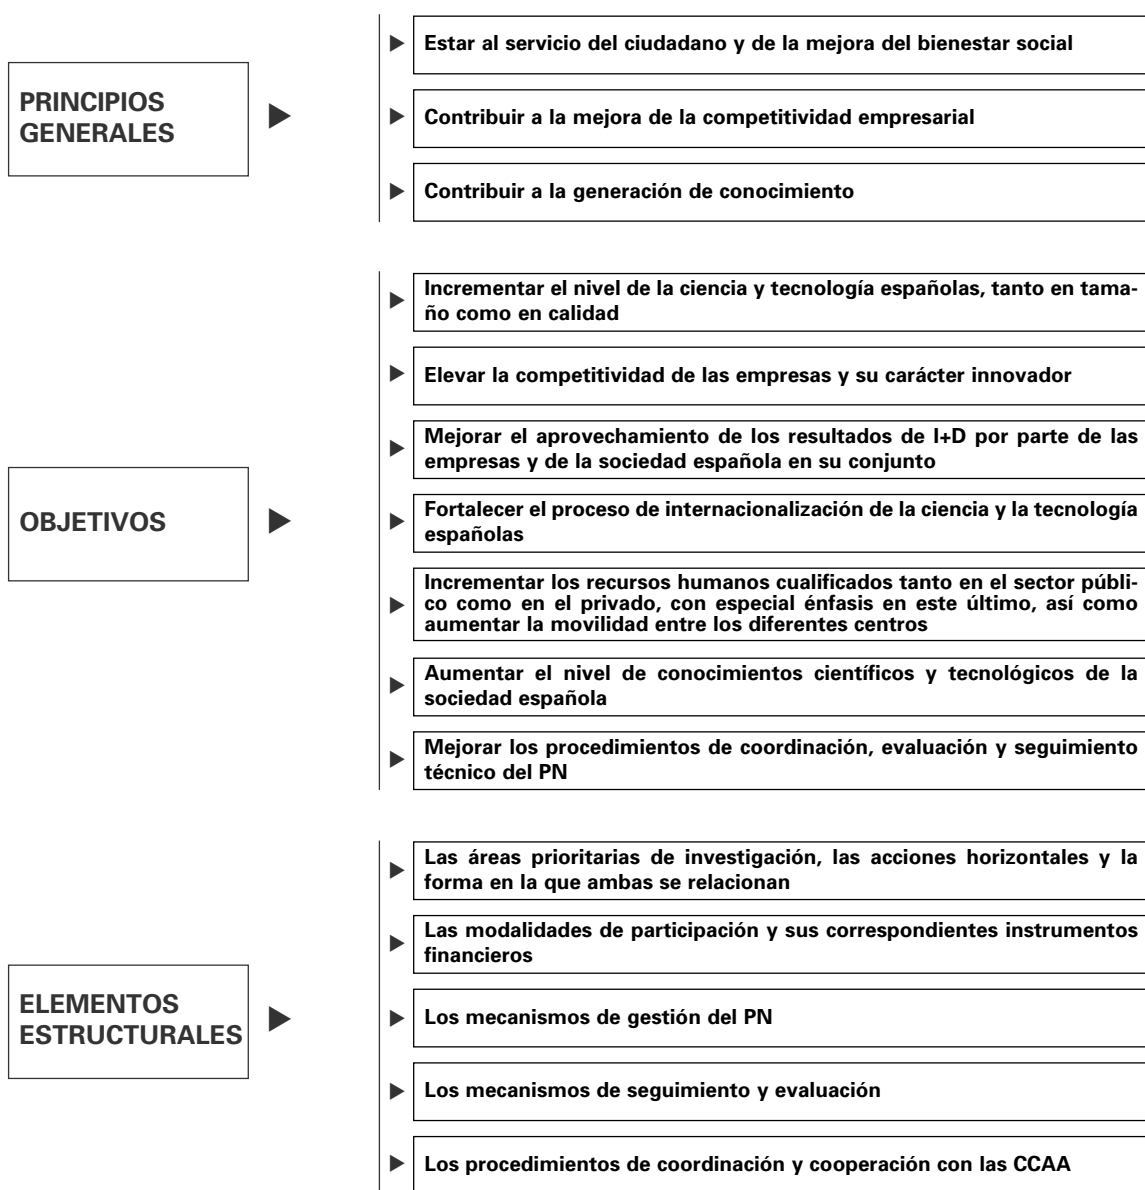 PRINCIPIOS
GENERALES
Estar al servicio del ciudadano y de la mejora del bienestar social
Contribuir a la mejora de la competitividad empresarial
Contribuir a la generación de conocimiento
OBJETIVOS
Incrementar el nivel de la ciencia y tecnología españolas, tanto en tama-
ño como en calidad
Elevar la competitividad de las empresas y su carácter innovador
Mejorar el aprovechamiento de los resultados de I+D por parte de las
empresas y de la sociedad española en su conjunto
Fortalecer el proceso de internacionalización de la ciencia y la tecnología
españolas
Incrementar los recursos humanos cualificados tanto en el sector públi-
co como en el privado, con especial énfasis en este último, así como
aumentar la movilidad entre los diferentes centros
Aumentar el nivel de conocimientos científicos y tecnológicos de la
sociedad española
Mejorar los procedimientos de coordinación, evaluación y seguimiento
técnico del PN
ELEMENTOS
ESTRUCTURALES
Las áreas prioritarias de investigación, las acciones horizontales y la
forma en la que ambas se relacionan
Las modalidades de participación y sus correspondientes instrumentos
financieros
Los mecanismos de gestión del PN
Los mecanismos de seguimiento y evaluación
Los procedimientos de coordinación y cooperación con las CCAA